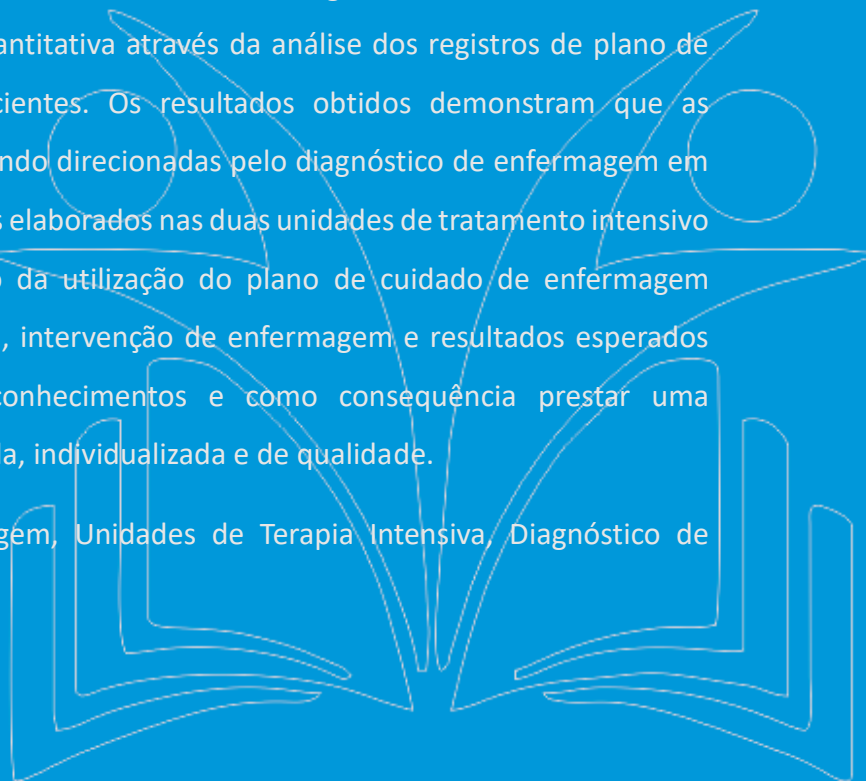 antitativa através da análise dos registros de plano de
cientes. Os resultados obtidos demonstram que as
ndo direcionadas pelo diagnóstico de enfermagem em
s elaborados nas duas unidades de tratamento intensivo
o da utilização do plano de cuidado de enfermagem
, intervenção de enfermagem e resultados esperados
conhecimentos e como consequência prestar uma
da, individualizada e de qualidade.
gem, Unidades de Terapia Intensiva, Diagnóstico de